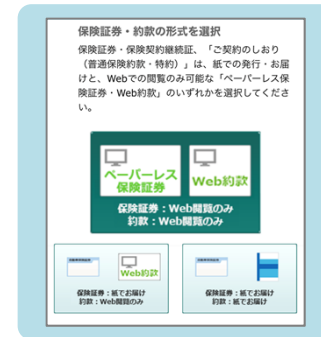 保険証券・約款の形式を選択
保険証券・保険契約継続証、「ご契約のしおり
（普通保険約款・特約）」は、紙での発行・お届
けと、Webでの閲覧のみ可能な「ペーパーレス保
険証券・Web約款」のいずれかを選択してくださ
い。
ペーパーレス
保険証券
Web約款
保険証券：Web閲覧のみ
約款：Web閲覧のみ
Web約款
保険証券：紙でお届け
約款：Web閲覧のみ
保険証券：紙でお届け
約款：紙でお届け